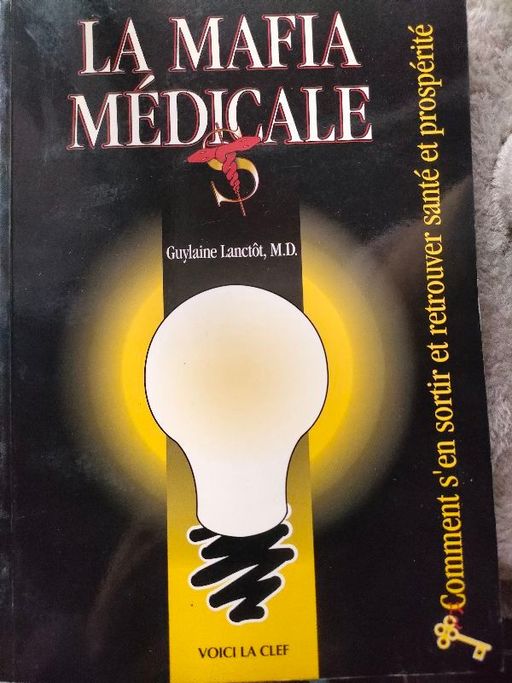 LA MAFIA
MÉDICALE
Guylaine Lanctôt, M.D.
Comment s'en sortir et retrouver santé et prospérité
VOICI LA CLEF